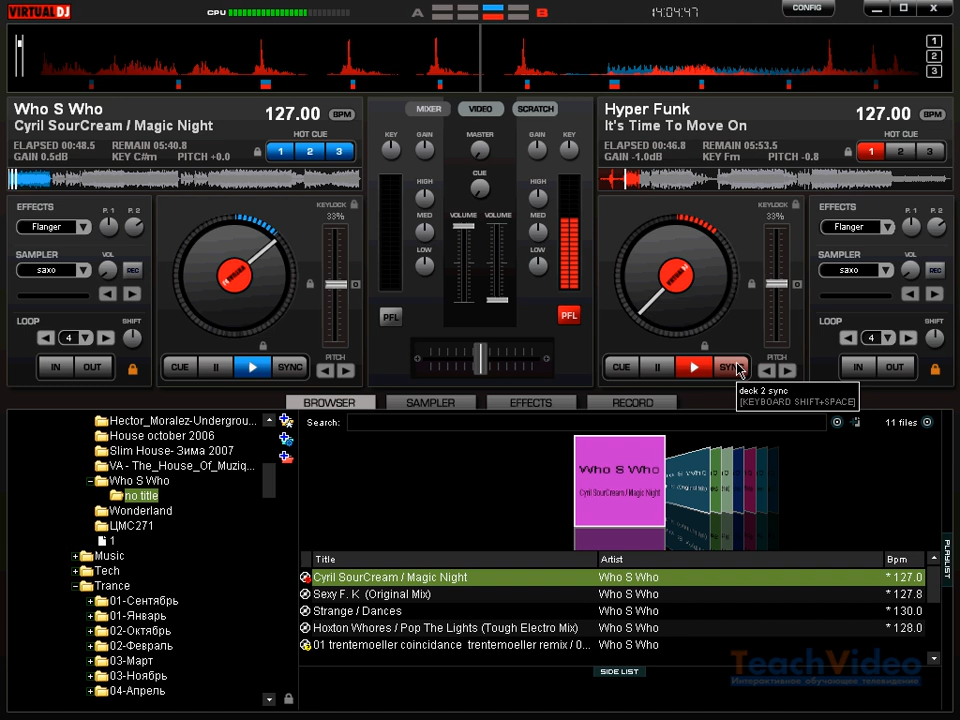 VIRTUAL DJ
CPU
A
B
14:04:47
CONFIG
X
1
2
3
Who S Who
127.00 BPM
Cyril SourCream / Magic Night
HOT CUE
ELAPSED 00:48.5 REMAIN 05:40.8
GAIN 0.5dB KEY C#m PITCH +0.0
1 2 3
MIXER VIDEO SCRATCH
KEY GAIN MASTER GAIN KEY
HIGH CUE HIGH
MED VOLUME VOLUME MED
LOW LOW
PFL PFL
Hyper Funk
127.00 BPM
It's Time To Move On
HOT CUE
ELAPSED 00:46.8 REMAIN 05:53.5
GAIN -1.0dB KEY Fm PITCH -0.8
1 2 3
EFFECTS P. 1 P. 2
Flanger
SAMPLER VOL
saxo REC
LOOP SHIFT
4
IN OUT
KEYLOCK
33%
CUE II SYNC
PITCH
KEYLOCK
33%
CUE II SYNC
PITCH
EFFECTS P. 1 P. 2
Flanger
SAMPLER VOL
saxo REC
LOOP SHIFT
4
IN OUT
deck 2 sync
[KEYBOARD SHIFT+SPACE]
BROWSER SAMPLER EFFECTS RECORD
Hector_Moralez-Undergrou...
House october 2006
Slim House- Зима 2007
VA - The_House_Of_Muziq...
Who S Who
no title
Wonderland
ЦМС271
1
Music
Tech
Trance
01-Сентябрь
01-Январь
02-Октябрь
02-Февраль
03-Март
03-Ноябрь
04-Апрель
Search:
11 files
Who S Who
Cyril SourCream / Magic Night
Title Artist Bpm
Cyril SourCream / Magic Night Who S Who * 127.0
Sexy F. K (Original Mix) Who S Who * 127.8
Strange / Dances Who S Who * 130.0
Hoxton Whores / Pop The Lights (Tough Electro Mix) Who S Who * 128.0
01 trentemoeller coincidance trentemoeller remix / 0... Who S Who
SIDE LIST
PLAYLIST
TeachVideo
Интерактивное обучающее телевидение